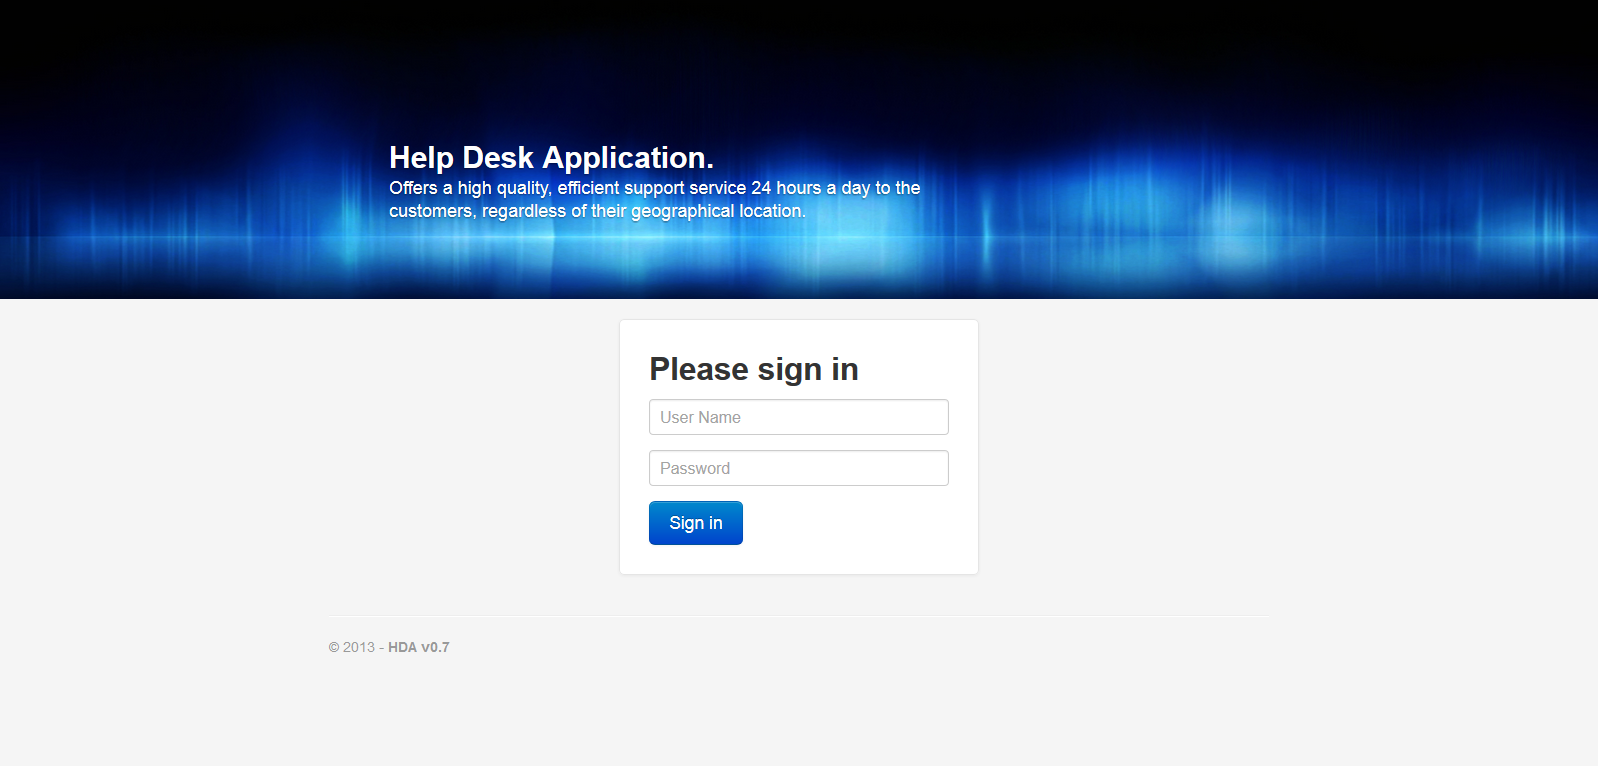 Help Desk Application.
Offers a high quality, efficient support service 24 hours a day to the
customers, regardless of their geographical location.
Please sign in
User Name
Password
Sign in
© 2013 - HDA v0.7